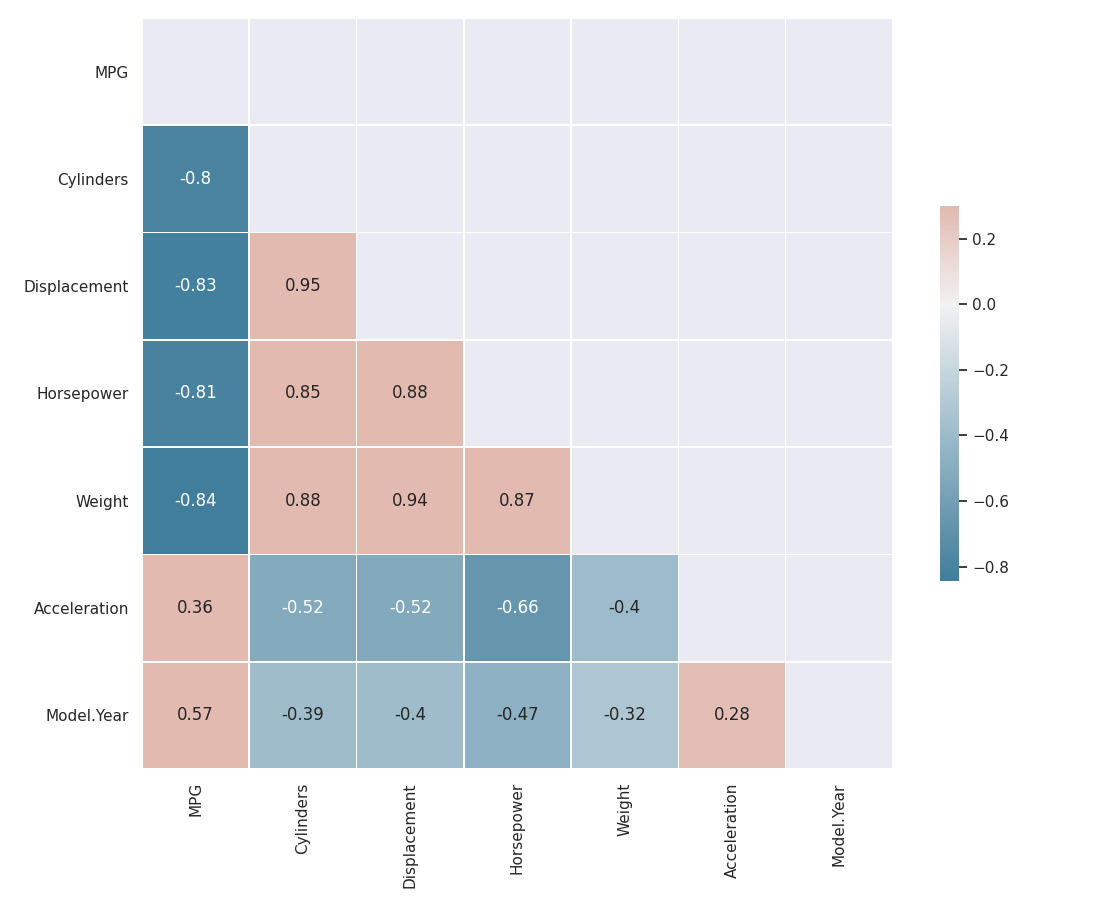 MPG
Cylinders -0.8
Displacement -0.83 0.95
Horsepower -0.81 0.85 0.88
Weight -0.84 0.88 0.94 0.87
Acceleration 0.36 -0.52 -0.52 -0.66 -0.4
Model.Year 0.57 -0.39 -0.4 -0.47 -0.32 0.28
MPG
Cylinders
Displacement
Horsepower
Weight
Acceleration
Model.Year
0.2
0.0
−0.2
−0.4
−0.6
−0.8